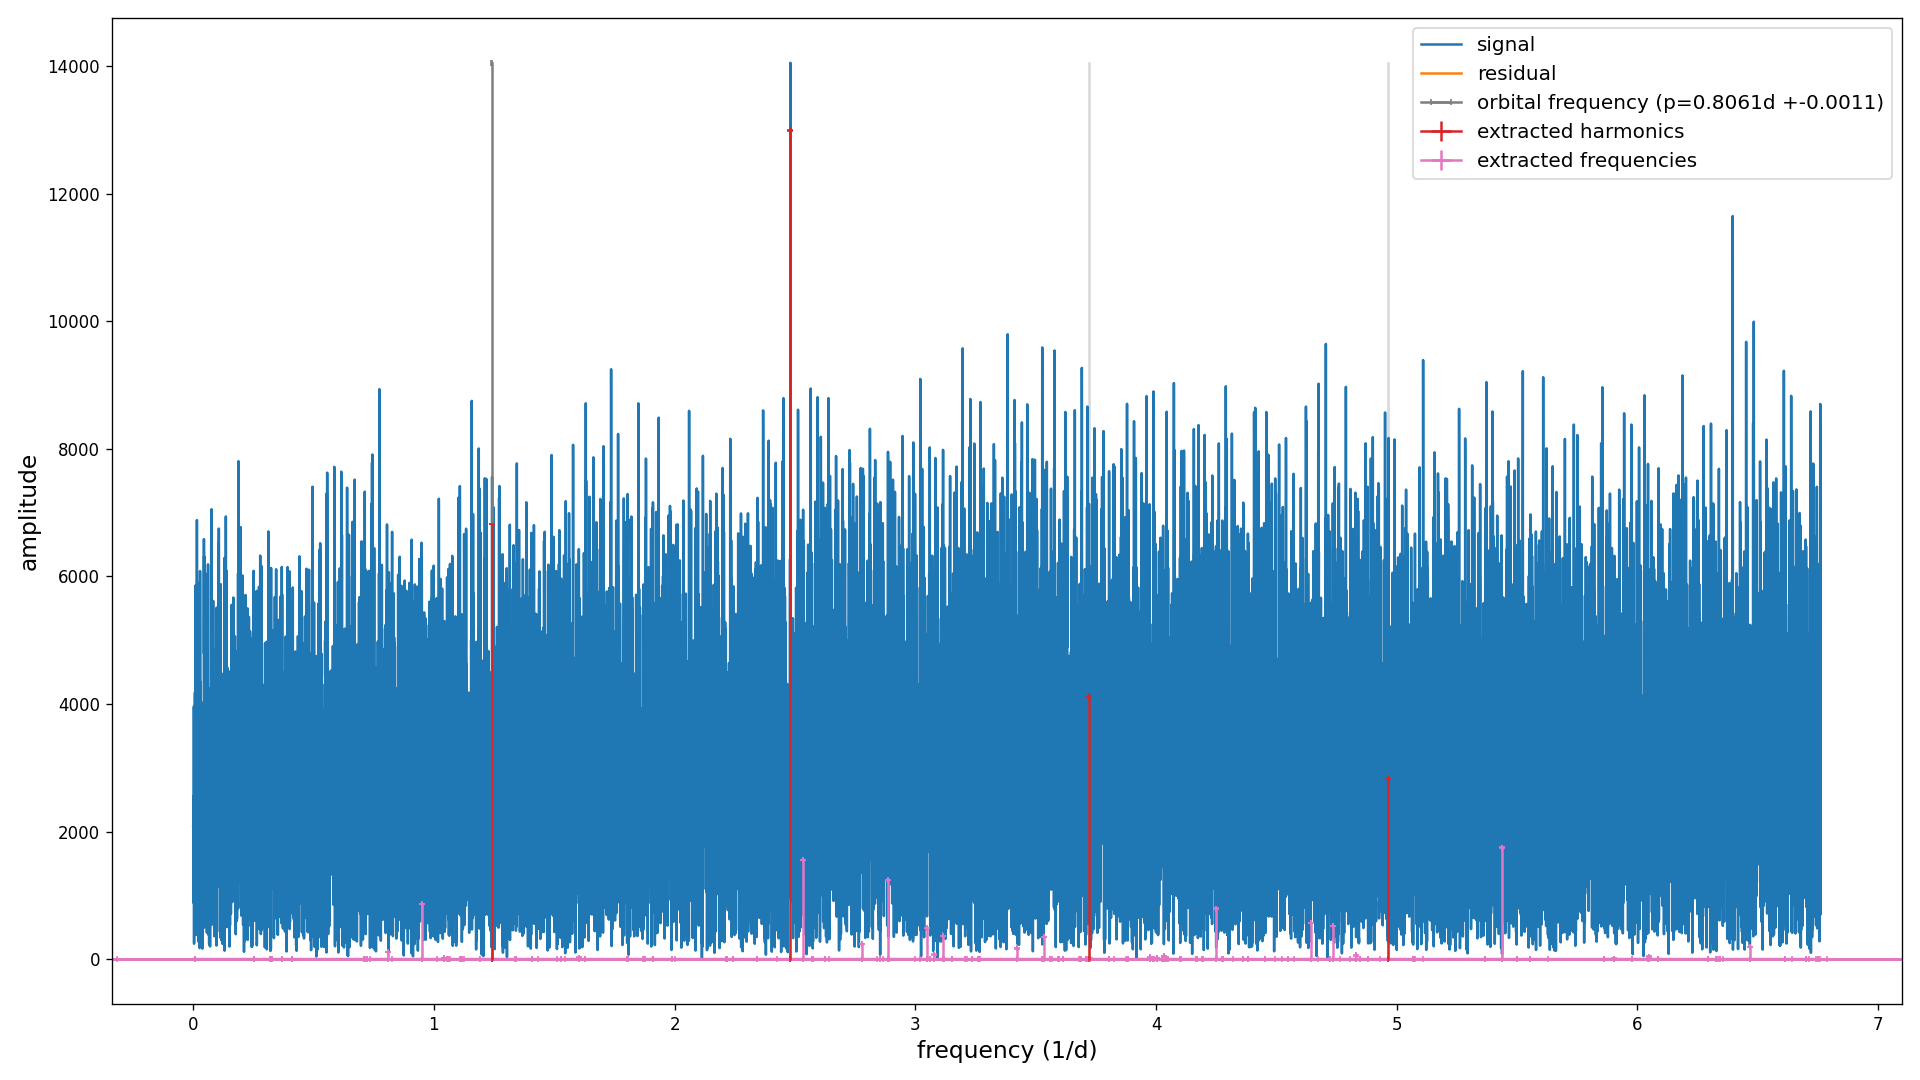 14000
12000
10000
8000
6000
4000
2000
0
amplitude
signal
residual
orbital frequency (p=0.8061d +-0.0011)
extracted harmonics
extracted frequencies
0 1 2 3 4 5 6 7
frequency (1/d)